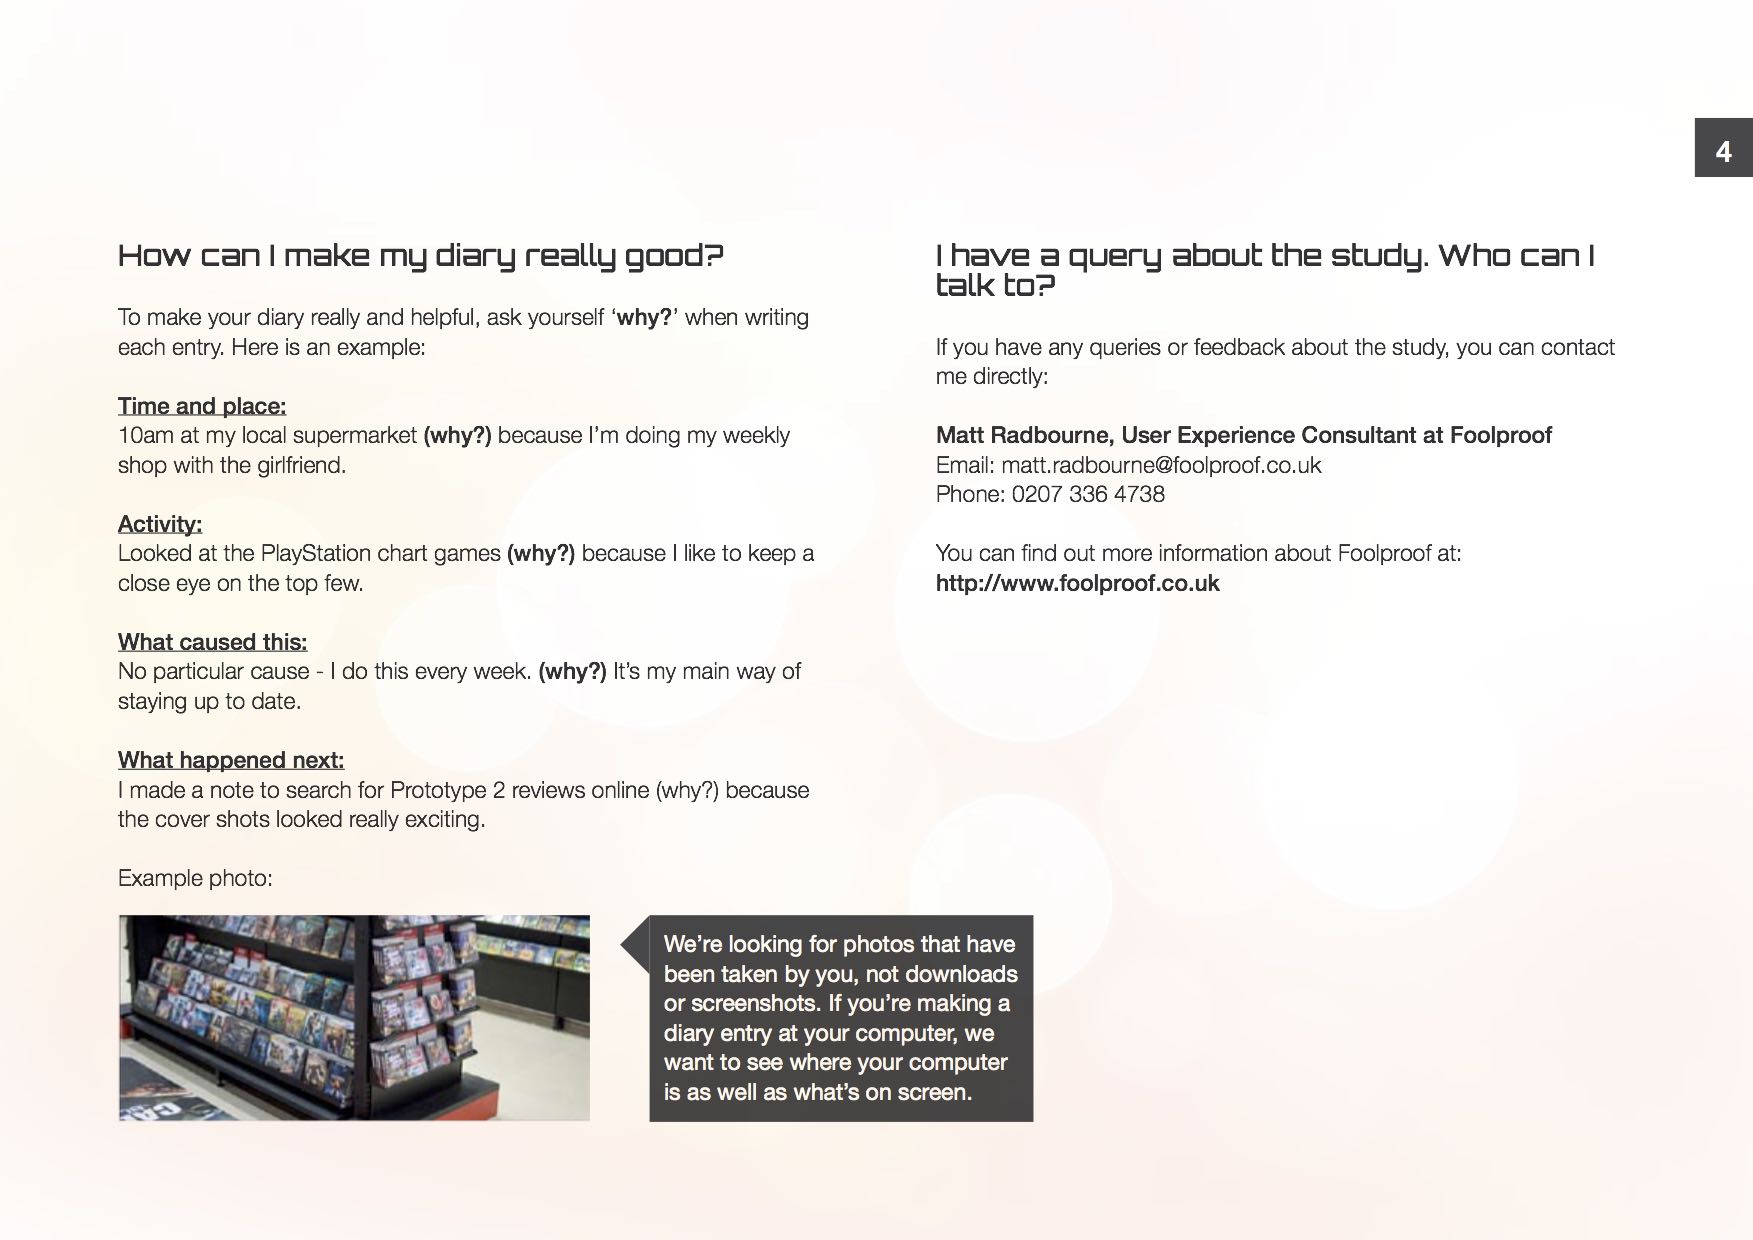 4
How can I make my diary really good?
To make your diary really and helpful, ask yourself ‘why?’ when writing
each entry. Here is an example:
Time and place:
10am at my local supermarket (why?) because I’m doing my weekly
shop with the girlfriend.
Activity:
Looked at the PlayStation chart games (why?) because I like to keep a
close eye on the top few.
What caused this:
No particular cause - I do this every week. (why?) It’s my main way of
staying up to date.
What happened next:
I made a note to search for Prototype 2 reviews online (why?) because
the cover shots looked really exciting.
Example photo:
We’re looking for photos that have
been taken by you, not downloads
or screenshots. If you’re making a
diary entry at your computer, we
want to see where your computer
is as well as what’s on screen.
I have a query about the study. Who can I
talk to?
If you have any queries or feedback about the study, you can contact
me directly:
Matt Radbourne, User Experience Consultant at Foolproof
Email: matt.radbourne@foolproof.co.uk
Phone: 0207 336 4738
You can find out more information about Foolproof at:
http://www.foolproof.co.uk